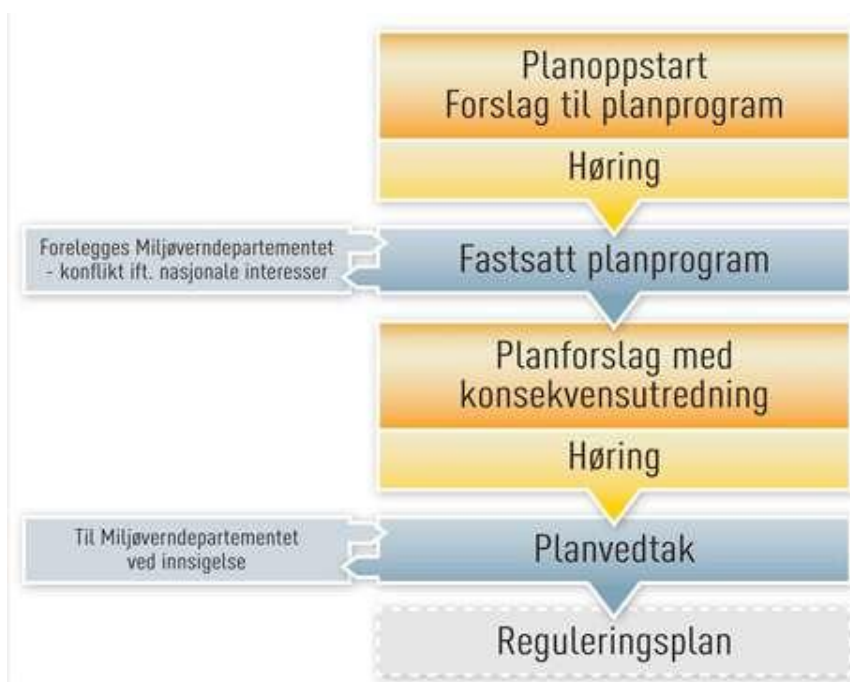 Planoppstart
Forslag til planprogram
Høring
Forelegges Miljøverndepartementet
- konflikt ift. nasjonale interesser
Fastsatt planprogram
Planforslag med
konsekvensutredning
Høring
Til Miljøverndepartementet
ved innsigelse
Planvedtak
Reguleringsplan